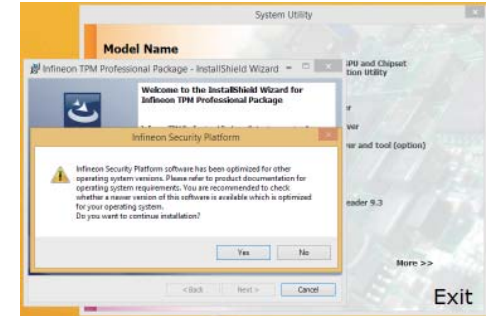 System Utility
Model Name
Infineon TPM Professional Package - InstallShield Wizard
Welcome to the InstallShield Wizard for
Infineon TPM Professional Package
PU and Chipset
tion Utility
er and tool (option)
eader 9.3
Infineon Security Platform
Infineon Security Platform software has been optimized for other
operating system versions. Please refer to product documentation for
operating system requirements. You are recommended to check
whether a newer version of this software is available which is optimized
for your operating system.
Do you want to continue installation?
Yes No
More >>
< Back Next > Cancel
Exit